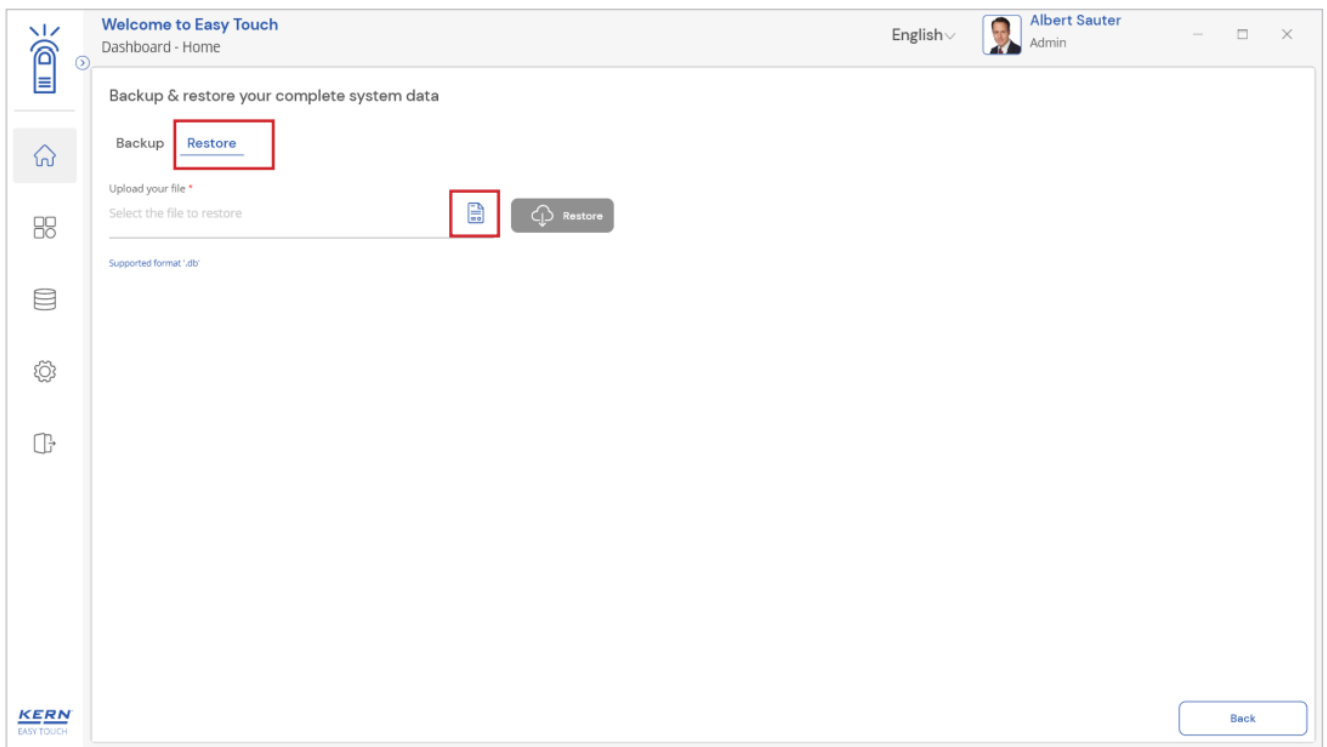 Welcome to Easy Touch
Dashboard - Home
English
Albert Sauter
Admin
Backup & restore your complete system data
Backup Restore
Upload your file *
Select the file to restore
Restore
Supported format '.db'
KERN
EASY TOUCH
Back